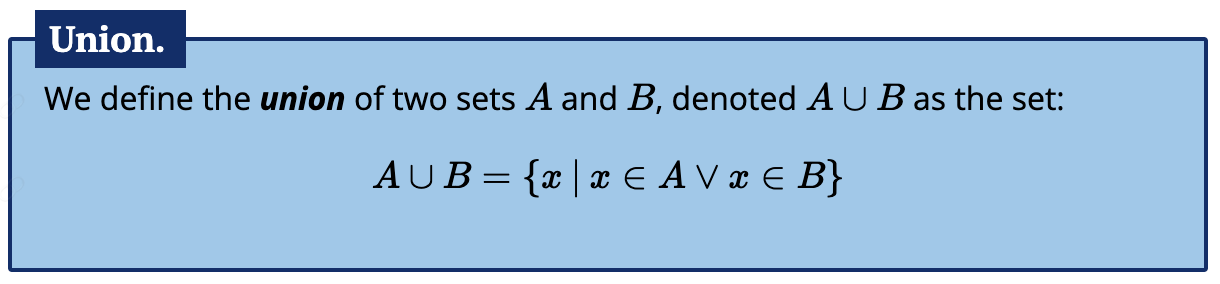 Union.
We define the union of two sets A and B, denoted A ∪ B as the set:
A ∪ B = {x | x ∈ A ∨ x ∈ B}